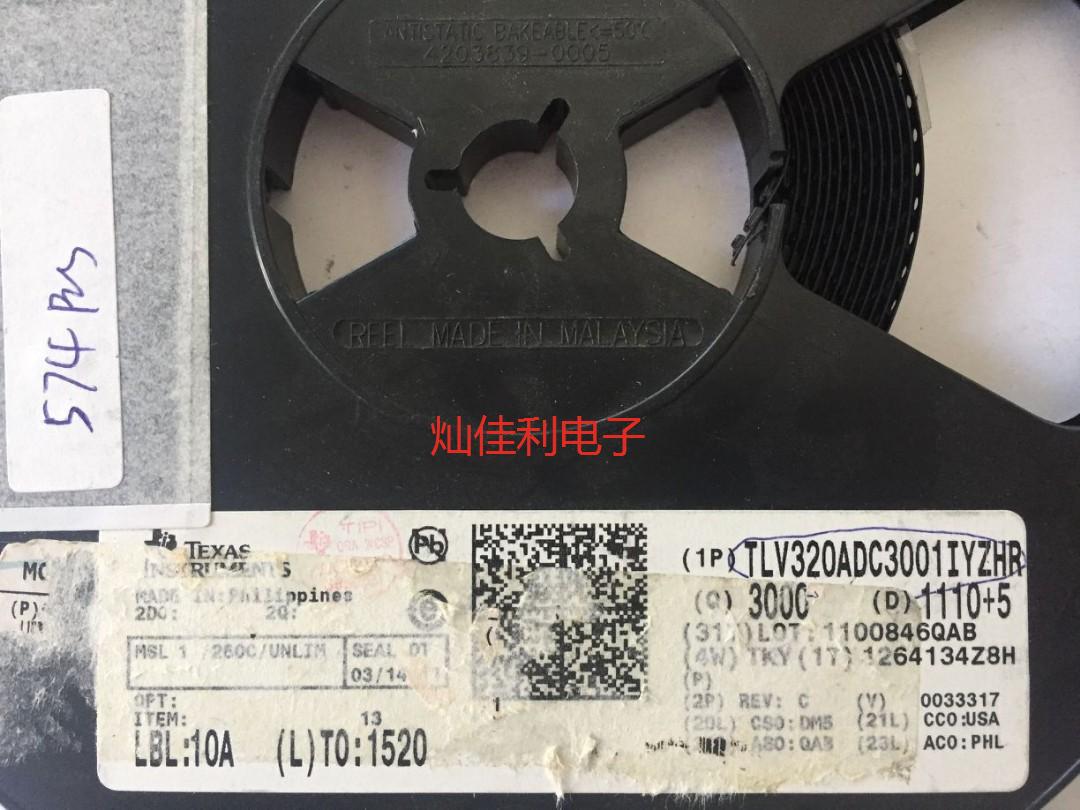 ANTISTATIC BAKEABLE<=50°C
4203839-0005
574 Pcs
REEL MADE IN MALAYSIA
灿佳利电子
TEXAS
INSTRUMENTS
Pb
MADE IN:Philippines
2DC: 2Q:
MSL 1 /260C/UNLIM SEAL DT
03/14
OPT:
ITEM: 13
LBL:10A (L)TO:1520
(1P) TLV320ADC3001IYZHR
(Q) 3000 (D) 1110+5
LOT:1100846QAB
(4W) TKY (1T) 1264134Z8H
(P)
(2P) REV: C (V) 0033317
(20L) CSO:DM5 (21L) CCO:USA
ASO:QAB (23L) ACO:PHL
(P)